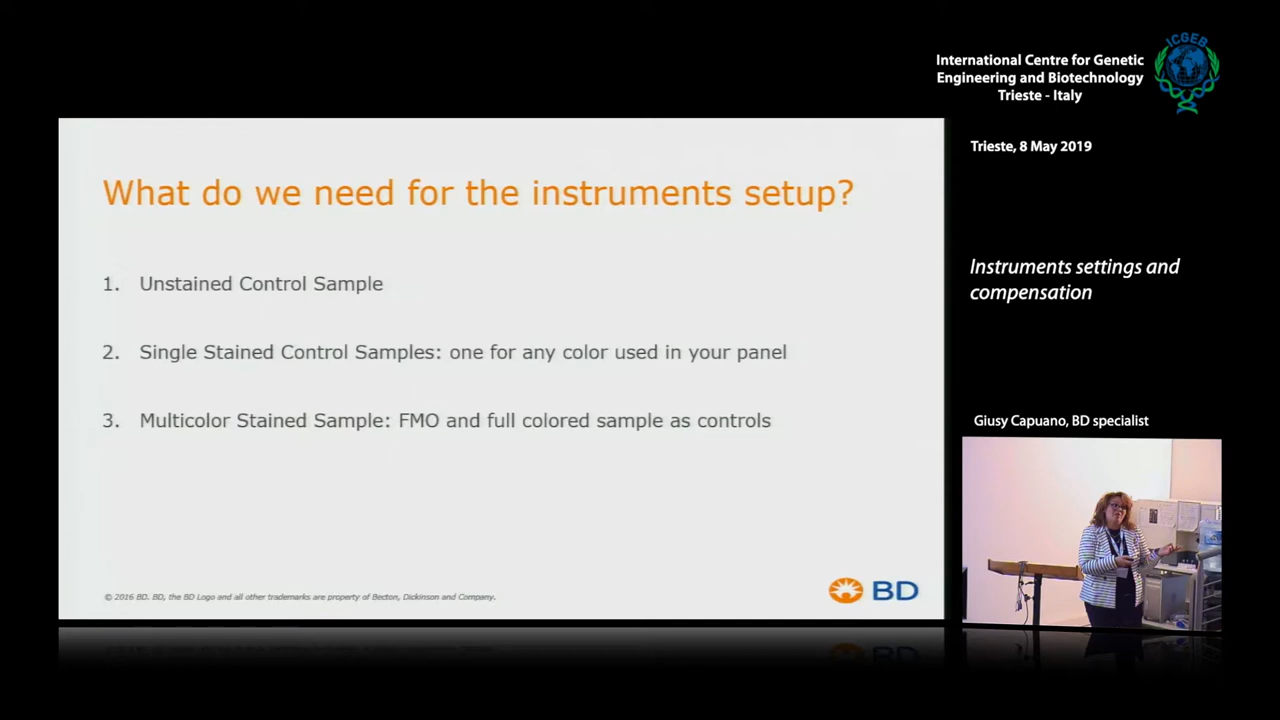 ICGEB
International Centre for Genetic
Engineering and Biotechnology
Trieste - Italy
Trieste, 8 May 2019
What do we need for the instruments setup?
1. Unstained Control Sample
2. Single Stained Control Samples: one for any color used in your panel
3. Multicolor Stained Sample: FMO and full colored sample as controls
© 2016 BD. BD, the BD Logo and all other trademarks are property of Becton, Dickinson and Company.
BD
Instruments settings and
compensation
Giusy Capuano, BD specialist